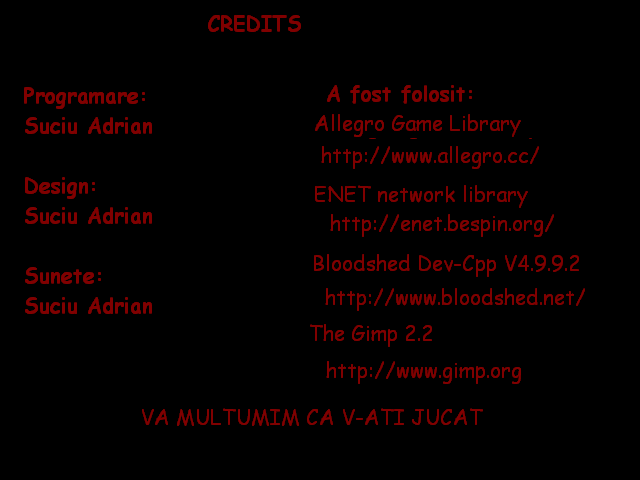 CREDITS
Programare:
Suciu Adrian
Design:
Suciu Adrian
Sunete:
Suciu Adrian
A fost folosit:
Allegro Game Library
http://www.allegro.cc/
ENET network library
http://enet.bespin.org/
Bloodshed Dev-Cpp V4.9.9.2
http://www.bloodshed.net/
The Gimp 2.2
http://www.gimp.org
VA MULTUMIM CA V-ATI JUCAT